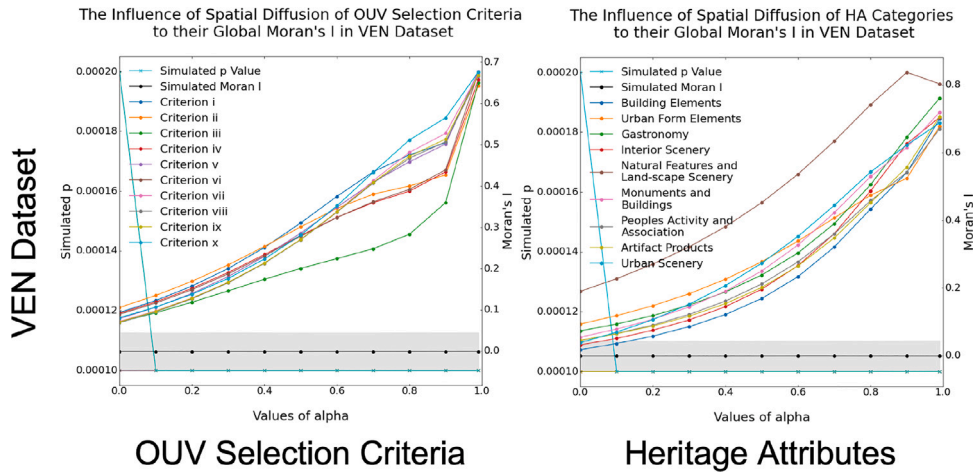 The Influence of Spatial Diffusion of OUV Selection Criteria
to their Global Moran's I in VEN Dataset
VEN Dataset
Simulated p
0.00020
0.00018
0.00016
0.00014
0.00012
0.00010
Simulated p Value
Simulated Moran I
Criterion i
Criterion ii
Criterion iii
Criterion iv
Criterion v
Criterion vi
Criterion vii
Criterion viii
Criterion ix
Criterion x
0.7
0.6
0.5
0.4
0.3
0.2
0.1
0.0
Moran's I
0.0 0.2 0.4 0.6 0.8 1.0
Values of alpha
OUV Selection Criteria
The Influence of Spatial Diffusion of HA Categories
to their Global Moran's I in VEN Dataset
Simulated p
0.00020
0.00018
0.00016
0.00014
0.00012
0.00010
Simulated p Value
Simulated Moran I
Building Elements
Urban Form Elements
Gastronomy
Interior Scenery
Natural Features and
Land-scape Scenery
Monuments and
Buildings
Peoples Activity and
Association
Artifact Products
Urban Scenery
0.8
0.6
0.4
0.2
0.0
Moran's I
0.0 0.2 0.4 0.6 0.8 1.0
Values of alpha
Heritage Attributes